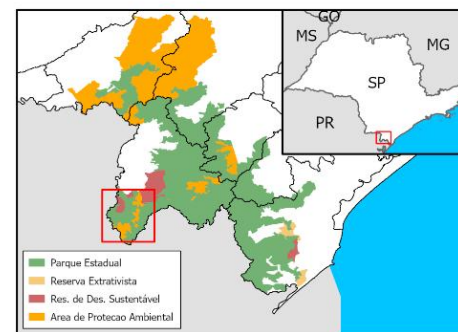 GO
MS
MG
SP
PR
Parque Estadual
Reserva Extrativista
Res. de Des. Sustentável
Area de Protecao Ambiental